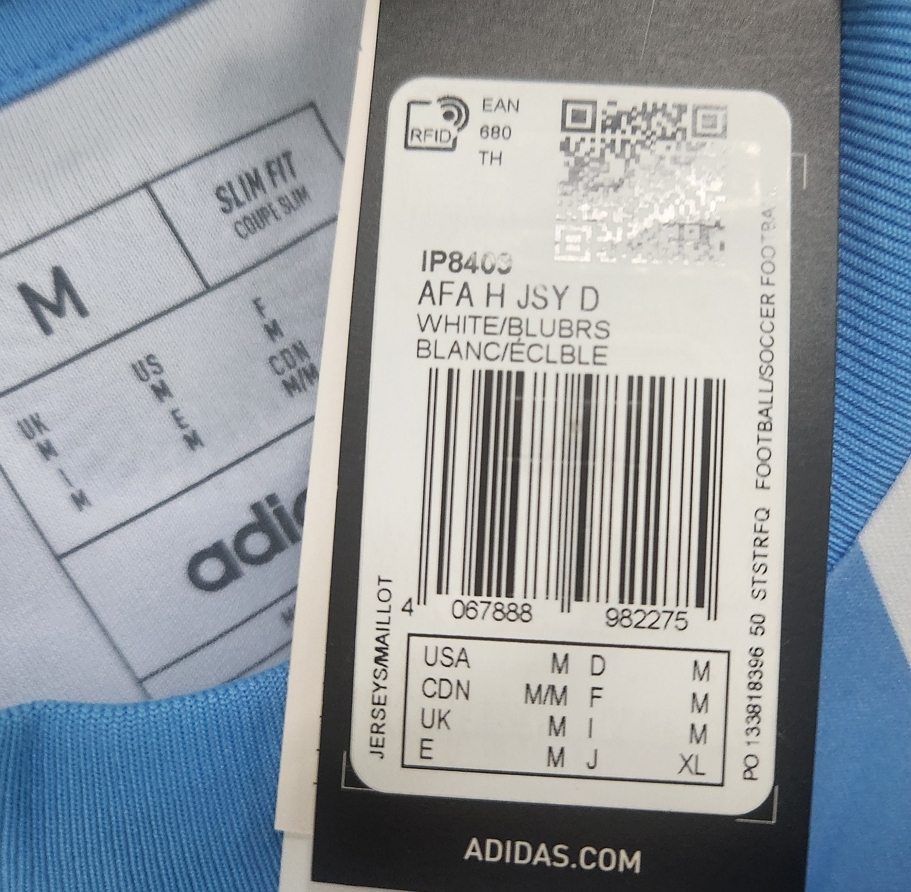 M
SLIM FIT
COUPE SLIM
UK
M
I
M
US
M
E
M
F
M
CDN
M/M
adi
RFID
EAN
680
TH
IP8409
AFA H JSY D
WHITE/BLUBRS
BLANC/ÉCLBLE
4 067888 982275
JERSEYS/MAILLOT
PO 133818396 50 STSTRFQ FOOTBALL/SOCCER FOOTBA
USA M D M
CDN M/M F M
UK M I M
E M J XL
ADIDAS.COM